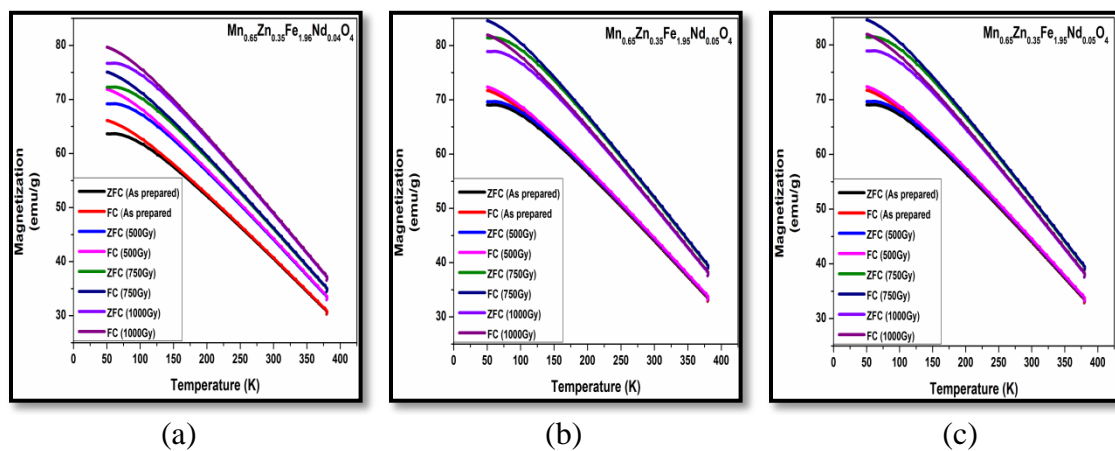 Mn0.65Zn0.35Fe1.96Nd0.04O4
Magnetization
(emu/g)
80
70
60
50
40
30
ZFC (As prepared)
FC (As prepared
ZFC (500Gy)
FC (500Gy)
ZFC (750Gy)
FC (750Gy)
ZFC (1000Gy)
FC (1000Gy)
0 50 100 150 200 250 300 350 400
Temperature (K)
(a)
Mn0.65Zn0.35Fe1.95Nd0.05O4
Magnetization
(emu/g)
80
70
60
50
40
30
ZFC (As prepared)
FC (As prepared
ZFC (500Gy)
FC (500Gy)
ZFC (750Gy)
FC (750Gy)
ZFC (1000Gy)
FC (1000Gy)
0 50 100 150 200 250 300 350 400
Temperature (K)
(b)
Mn0.65Zn0.35Fe1.95Nd0.05O4
Magnetization
(emu/g)
80
70
60
50
40
30
ZFC (As prepared)
FC (As prepared
ZFC (500Gy)
FC (500Gy)
ZFC (750Gy)
FC (750Gy)
ZFC (1000Gy)
FC (1000Gy)
0 50 100 150 200 250 300 350 400
Temperature (K)
(c)